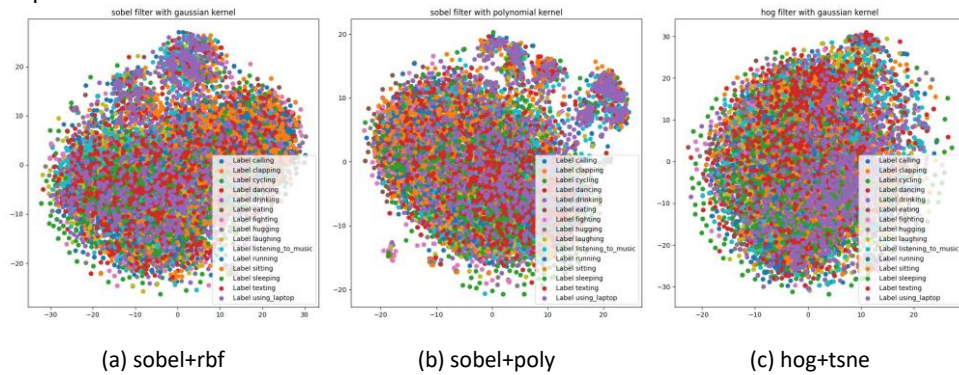 sobel filter with gaussian kernel
20
10
0
−10
−20
−30
−20
−10
0
10
20
30
Label calling
Label clapping
Label cycling
Label dancing
Label drinking
Label eating
Label fighting
Label hugging
Label laughing
Label listening_to_music
Label running
Label sitting
Label sleeping
Label texting
Label using_laptop
(a) sobel+rbf
sobel filter with polynomial kernel
20
15
10
5
0
−5
−10
−15
−20
−20
−10
0
10
20
Label calling
Label clapping
Label cycling
Label dancing
Label drinking
Label eating
Label fighting
Label hugging
Label laughing
Label listening_to_music
Label running
Label sitting
Label sleeping
Label texting
Label using_laptop
(b) sobel+poly
hog filter with gaussian kernel
30
20
10
0
−10
−20
−30
−20
−10
0
10
20
Label calling
Label clapping
Label cycling
Label dancing
Label drinking
Label eating
Label fighting
Label hugging
Label laughing
Label listening_to_music
Label running
Label sitting
Label sleeping
Label texting
Label using_laptop
(c) hog+tsne